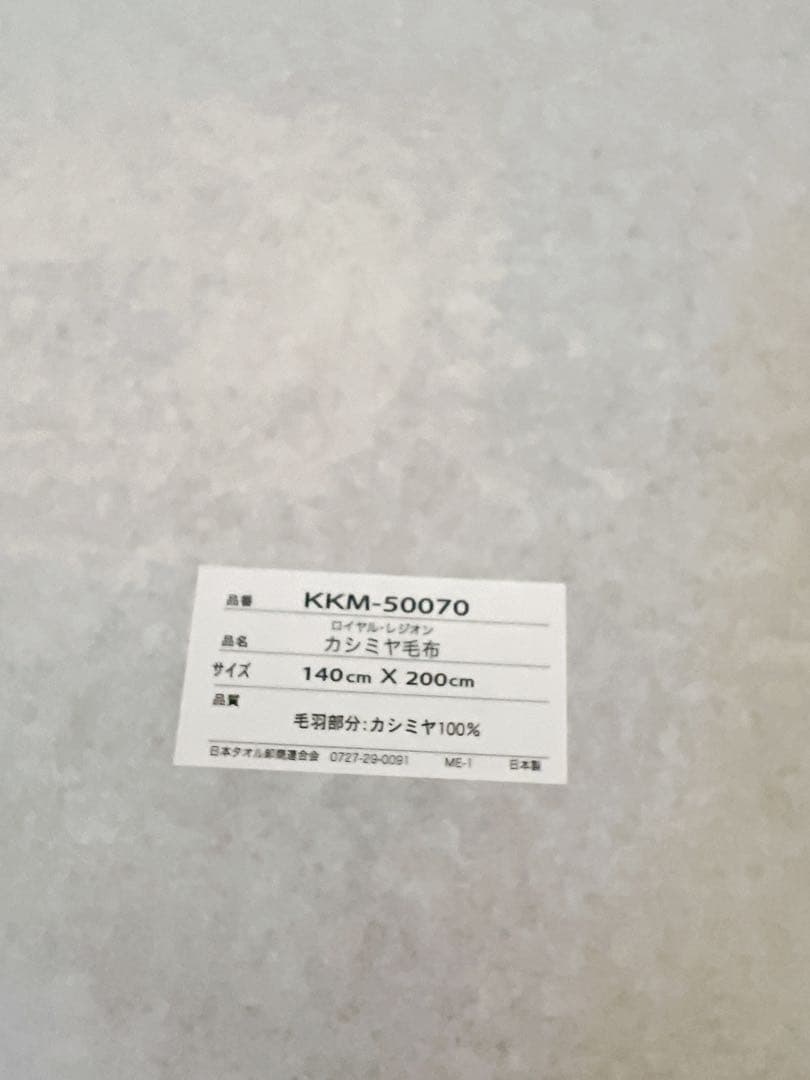 品番 KKM-50070
ロイヤル・レジオン
品名 カシミヤ毛布
サイズ 140cm X 200cm
品質
毛羽部分:カシミヤ100%
日本タオル卸商連合会 0727-29-0091 ME-1 日本製